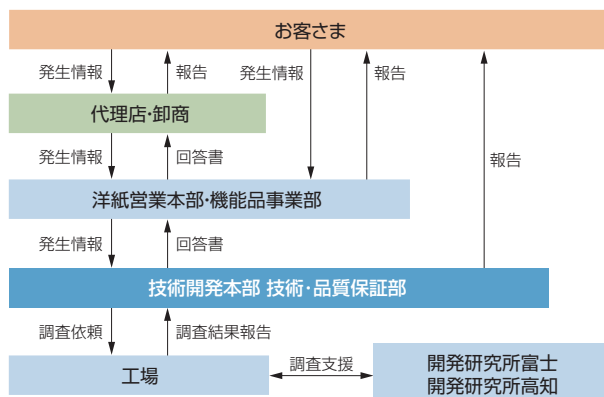 お客さま
発生情報
報告
発生情報
報告
代理店・卸商
発生情報
回答書
報告
洋紙営業本部・機能品事業部
発生情報
回答書
技術開発本部 技術・品質保証部
調査依頼
調査結果報告
工場
調査支援
開発研究所富士
開発研究所高知